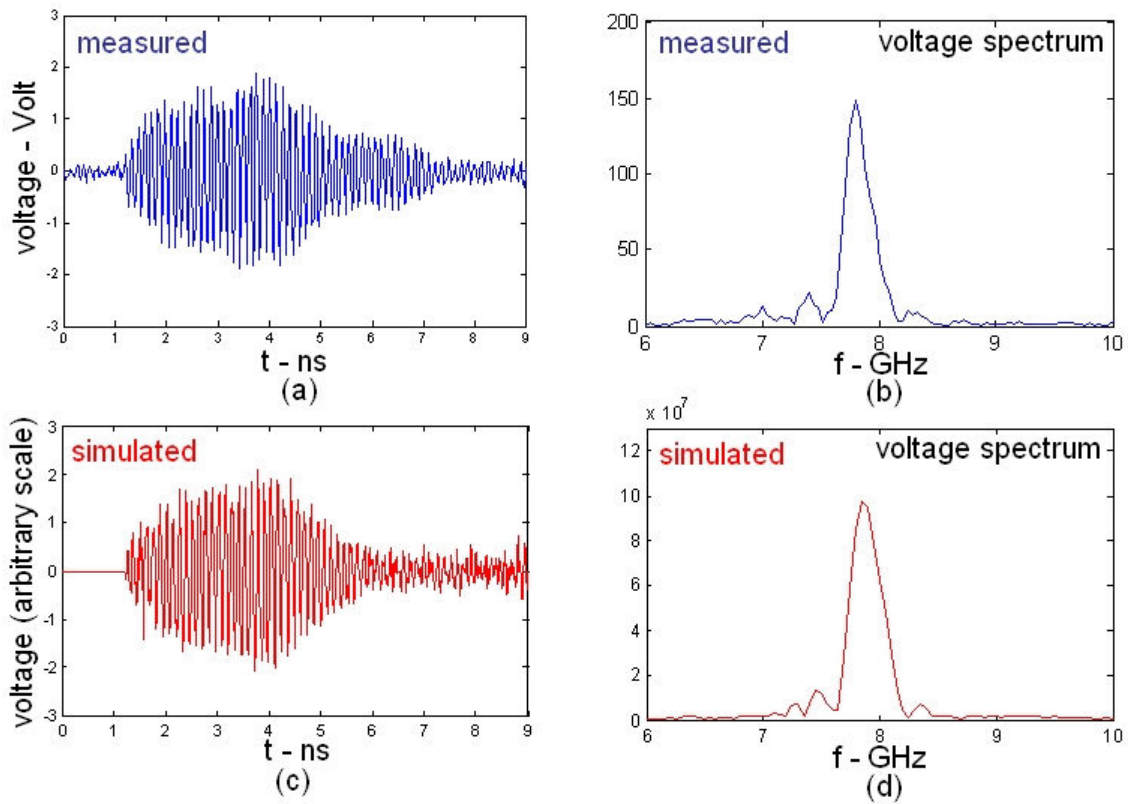 measured
voltage - Volt
3
2
1
0
-1
-2
-3
0 1 2 3 4 5 6 7 8 9
t - ns
(a)
measured voltage spectrum
200
150
100
50
0
6 7 8 9 10
f - GHz
(b)
simulated
voltage (arbitrary scale)
3
2
1
0
-1
-2
-3
0 1 2 3 4 5 6 7 8 9
t - ns
(c)
x 10^7
simulated voltage spectrum
12
10
8
6
4
2
0
6 7 8 9 10
f - GHz
(d)